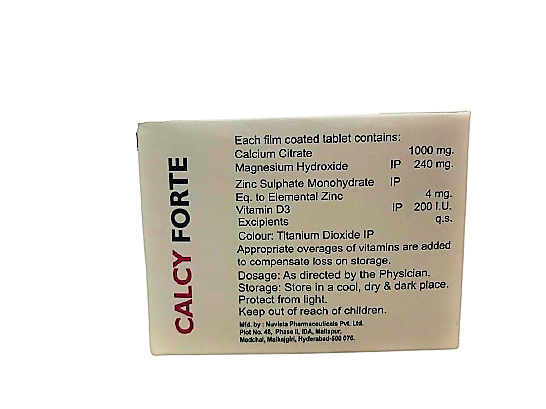 CALCY FORTE
Each film coated tablet contains:
Calcium Citrate 1000 mg.
Magnesium Hydroxide IP 240 mg.
Zinc Sulphate Monohydrate IP
Eq. to Elemental Zinc 4 mg.
Vitamin D3 IP 200 I.U.
Excipients q.s.
Colour: Titanium Dioxide IP
Appropriate overages of vitamins are added
to compensate loss on storage.
Dosage: As directed by the Physician.
Storage: Store in a cool, dry & dark place.
Protect from light.
Keep out of reach of children.
Mfd. by : Nuvista Pharmaceuticals Pvt. Ltd.
Plot No. 48, Phase II, IDA, Mallapur,
Medchal, Malkajgiri, Hyderabad-500 076.